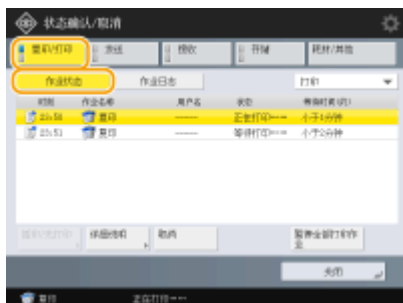 状态确认/取消
复印/打印 发送 接收 存储 耗材/其他
作业状态 作业日志 打印
时间 作业名称 用户名 状态 等待时间(约)
23:50 复印 ------ 正在打印----- 小于1分钟
23:51 复印 ------ 等待打印----- 小于2分钟
详细信息 取消
关闭
复印 正在打印-----